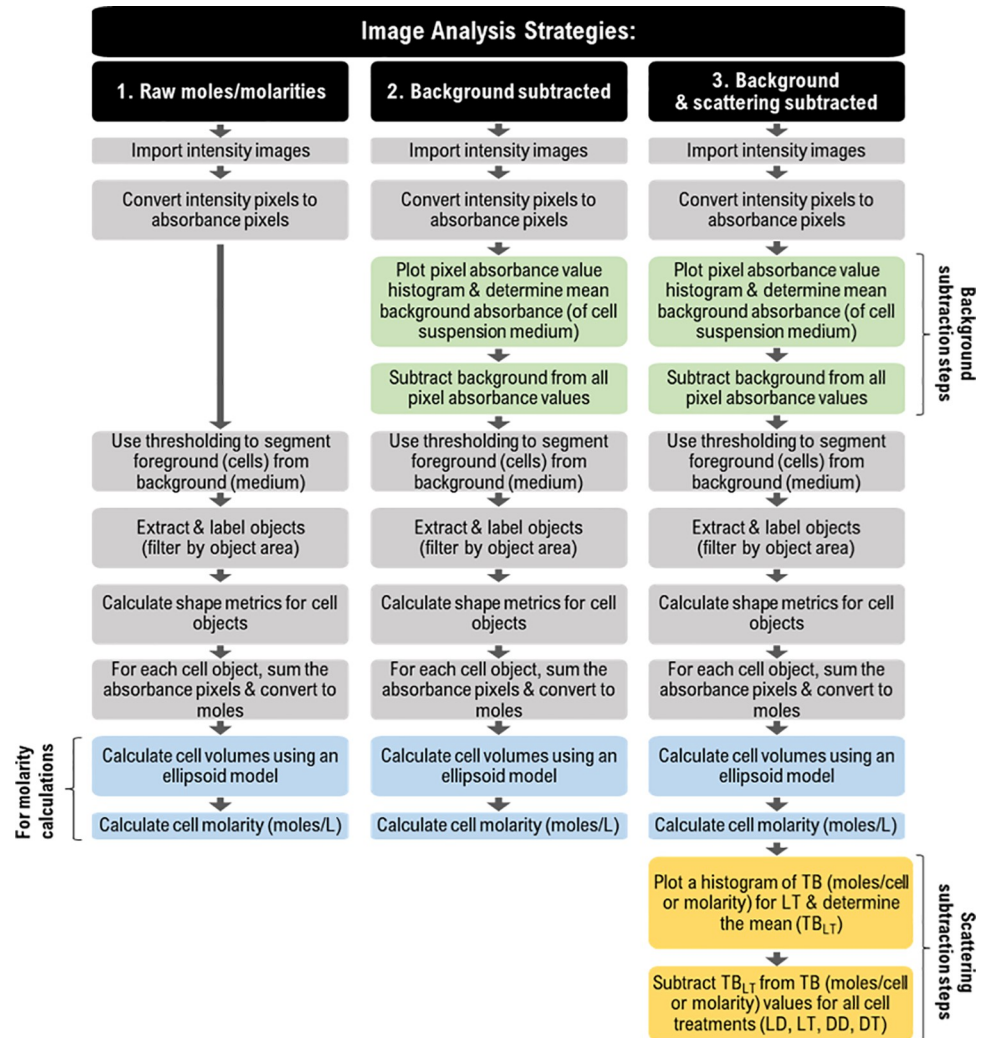 Image Analysis Strategies:
1. Raw moles/molarities
Import intensity images
Convert intensity pixels to
absorbance pixels
Use thresholding to segment
foreground (cells) from
background (medium)
Extract & label objects
(filter by object area)
Calculate shape metrics for cell
objects
For each cell object, sum the
absorbance pixels & convert to
moles
Calculate cell volumes using an
ellipsoid model
Calculate cell molarity (moles/L)
For molarity
calculations
2. Background subtracted
Import intensity images
Convert intensity pixels to
absorbance pixels
Plot pixel absorbance value
histogram & determine mean
background absorbance (of cell
suspension medium)
Subtract background from all
pixel absorbance values
Use thresholding to segment
foreground (cells) from
background (medium)
Extract & label objects
(filter by object area)
Calculate shape metrics for cell
objects
For each cell object, sum the
absorbance pixels & convert to
moles
Calculate cell volumes using an
ellipsoid model
Calculate cell molarity (moles/L)
3. Background
& scattering subtracted
Import intensity images
Convert intensity pixels to
absorbance pixels
Plot pixel absorbance value
histogram & determine mean
background absorbance (of cell
suspension medium)
Subtract background from all
pixel absorbance values
Background
subtraction steps
Use thresholding to segment
foreground (cells) from
background (medium)
Extract & label objects
(filter by object area)
Calculate shape metrics for cell
objects
For each cell object, sum the
absorbance pixels & convert to
moles
Calculate cell volumes using an
ellipsoid model
Calculate cell molarity (moles/L)
Plot a histogram of TB (moles/cell
or molarity) for LT & determine
the mean (TB_LT)
Subtract TB_LT from TB (moles/cell
or molarity) values for all cell
treatments (LD, LT, DD, DT)
Scattering
subtraction steps